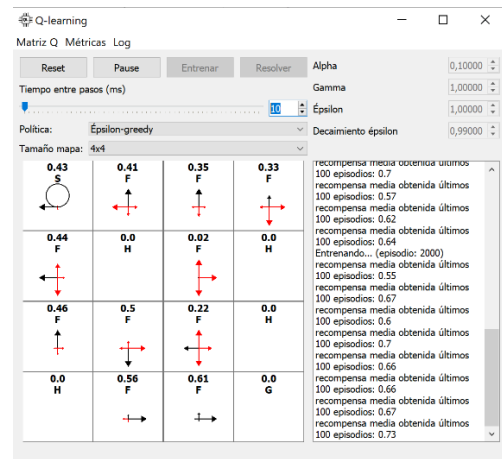 Q-learning
Matriz Q Métricas Log
Reset Pause Entrenar Resolver
Tiempo entre pasos (ms)
10
Política: Épsilon-greedy
Tamaño mapa: 4x4
Alpha 0,10000
Gamma 1,00000
Épsilon 1,00000
Decaimiento épsilon 0,99000
0.43 0.41 0.35 0.33
S F F F
0.44 0.0 0.02 0.0
F H F H
0.46 0.5 0.22 0.0
F F F H
0.0 0.56 0.61 0.0
H F F G
recompensa media obtenida últimos
100 episodios: 0.7
recompensa media obtenida últimos
100 episodios: 0.57
recompensa media obtenida últimos
100 episodios: 0.62
recompensa media obtenida últimos
100 episodios: 0.64
Entrenando... (episodio: 2000)
recompensa media obtenida últimos
100 episodios: 0.55
recompensa media obtenida últimos
100 episodios: 0.67
recompensa media obtenida últimos
100 episodios: 0.6
recompensa media obtenida últimos
100 episodios: 0.7
recompensa media obtenida últimos
100 episodios: 0.66
recompensa media obtenida últimos
100 episodios: 0.66
recompensa media obtenida últimos
100 episodios: 0.67
recompensa media obtenida últimos
100 episodios: 0.73